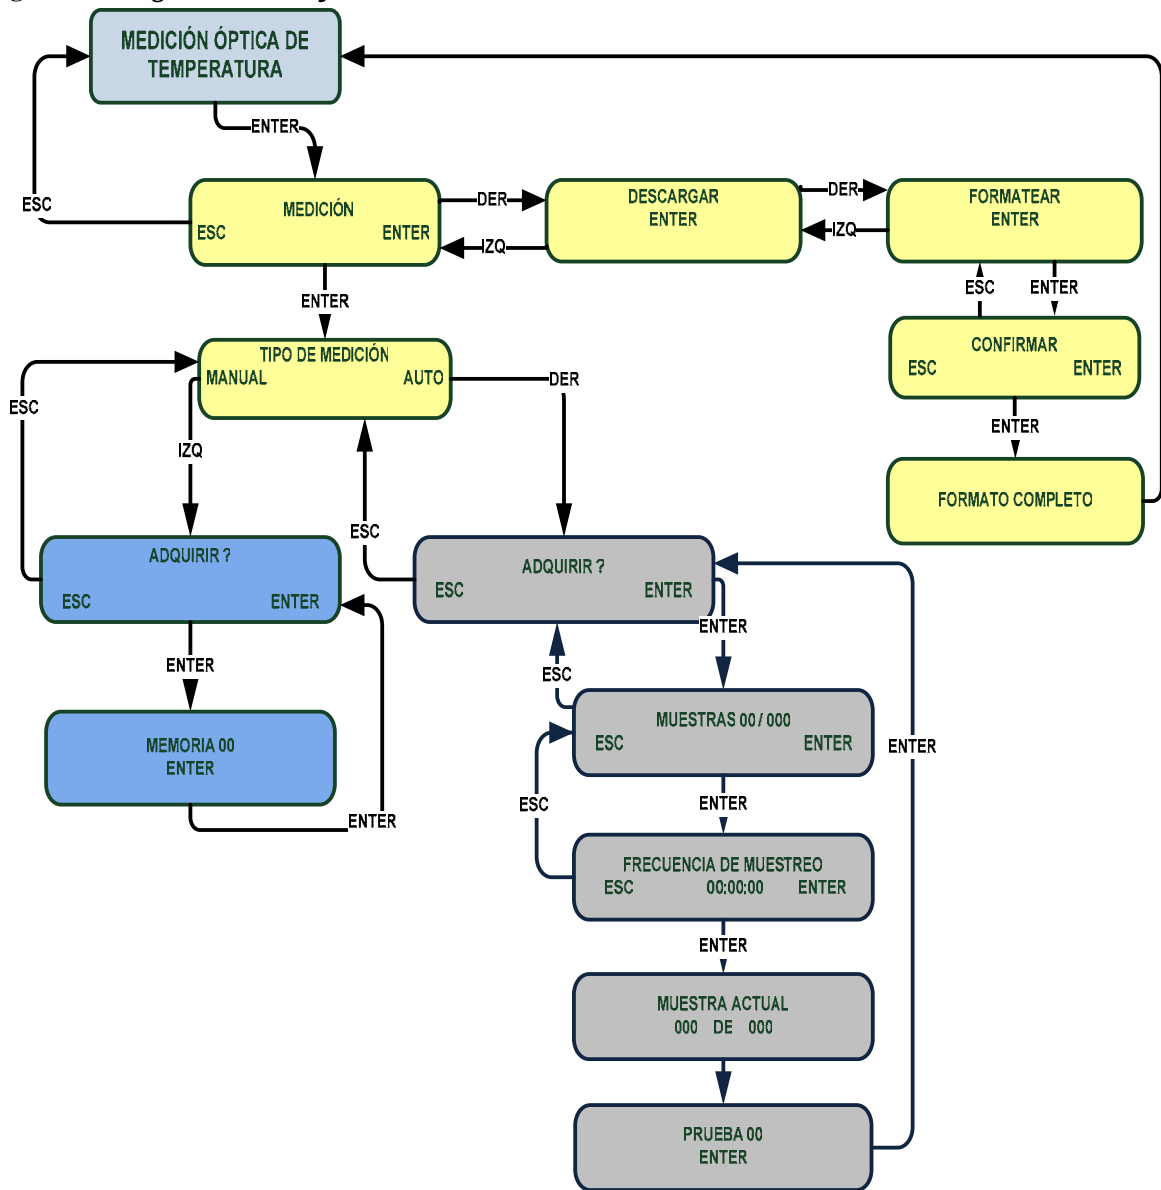 MEDICIÓN ÓPTICA DE
TEMPERATURA
ENTER
ESC
MEDICIÓN
ESC ENTER
DER
IZQ
DESCARGAR
ENTER
DER
IZQ
FORMATEAR
ENTER
ENTER
ESC
ENTER
CONFIRMAR
ESC ENTER
ENTER
FORMATO COMPLETO
TIPO DE MEDICIÓN
MANUAL AUTO
DER
ESC
IZQ
ESC
ADQUIRIR ?
ESC ENTER
ENTER
MEMORIA 00
ENTER
ENTER
ADQUIRIR ?
ESC ENTER
ENTER
ESC
MUESTRAS 00 / 000
ESC ENTER
ENTER
ENTER
ESC
FRECUENCIA DE MUESTREO
ESC 00:00:00 ENTER
ENTER
MUESTRA ACTUAL
000 DE 000
PRUEBA 00
ENTER